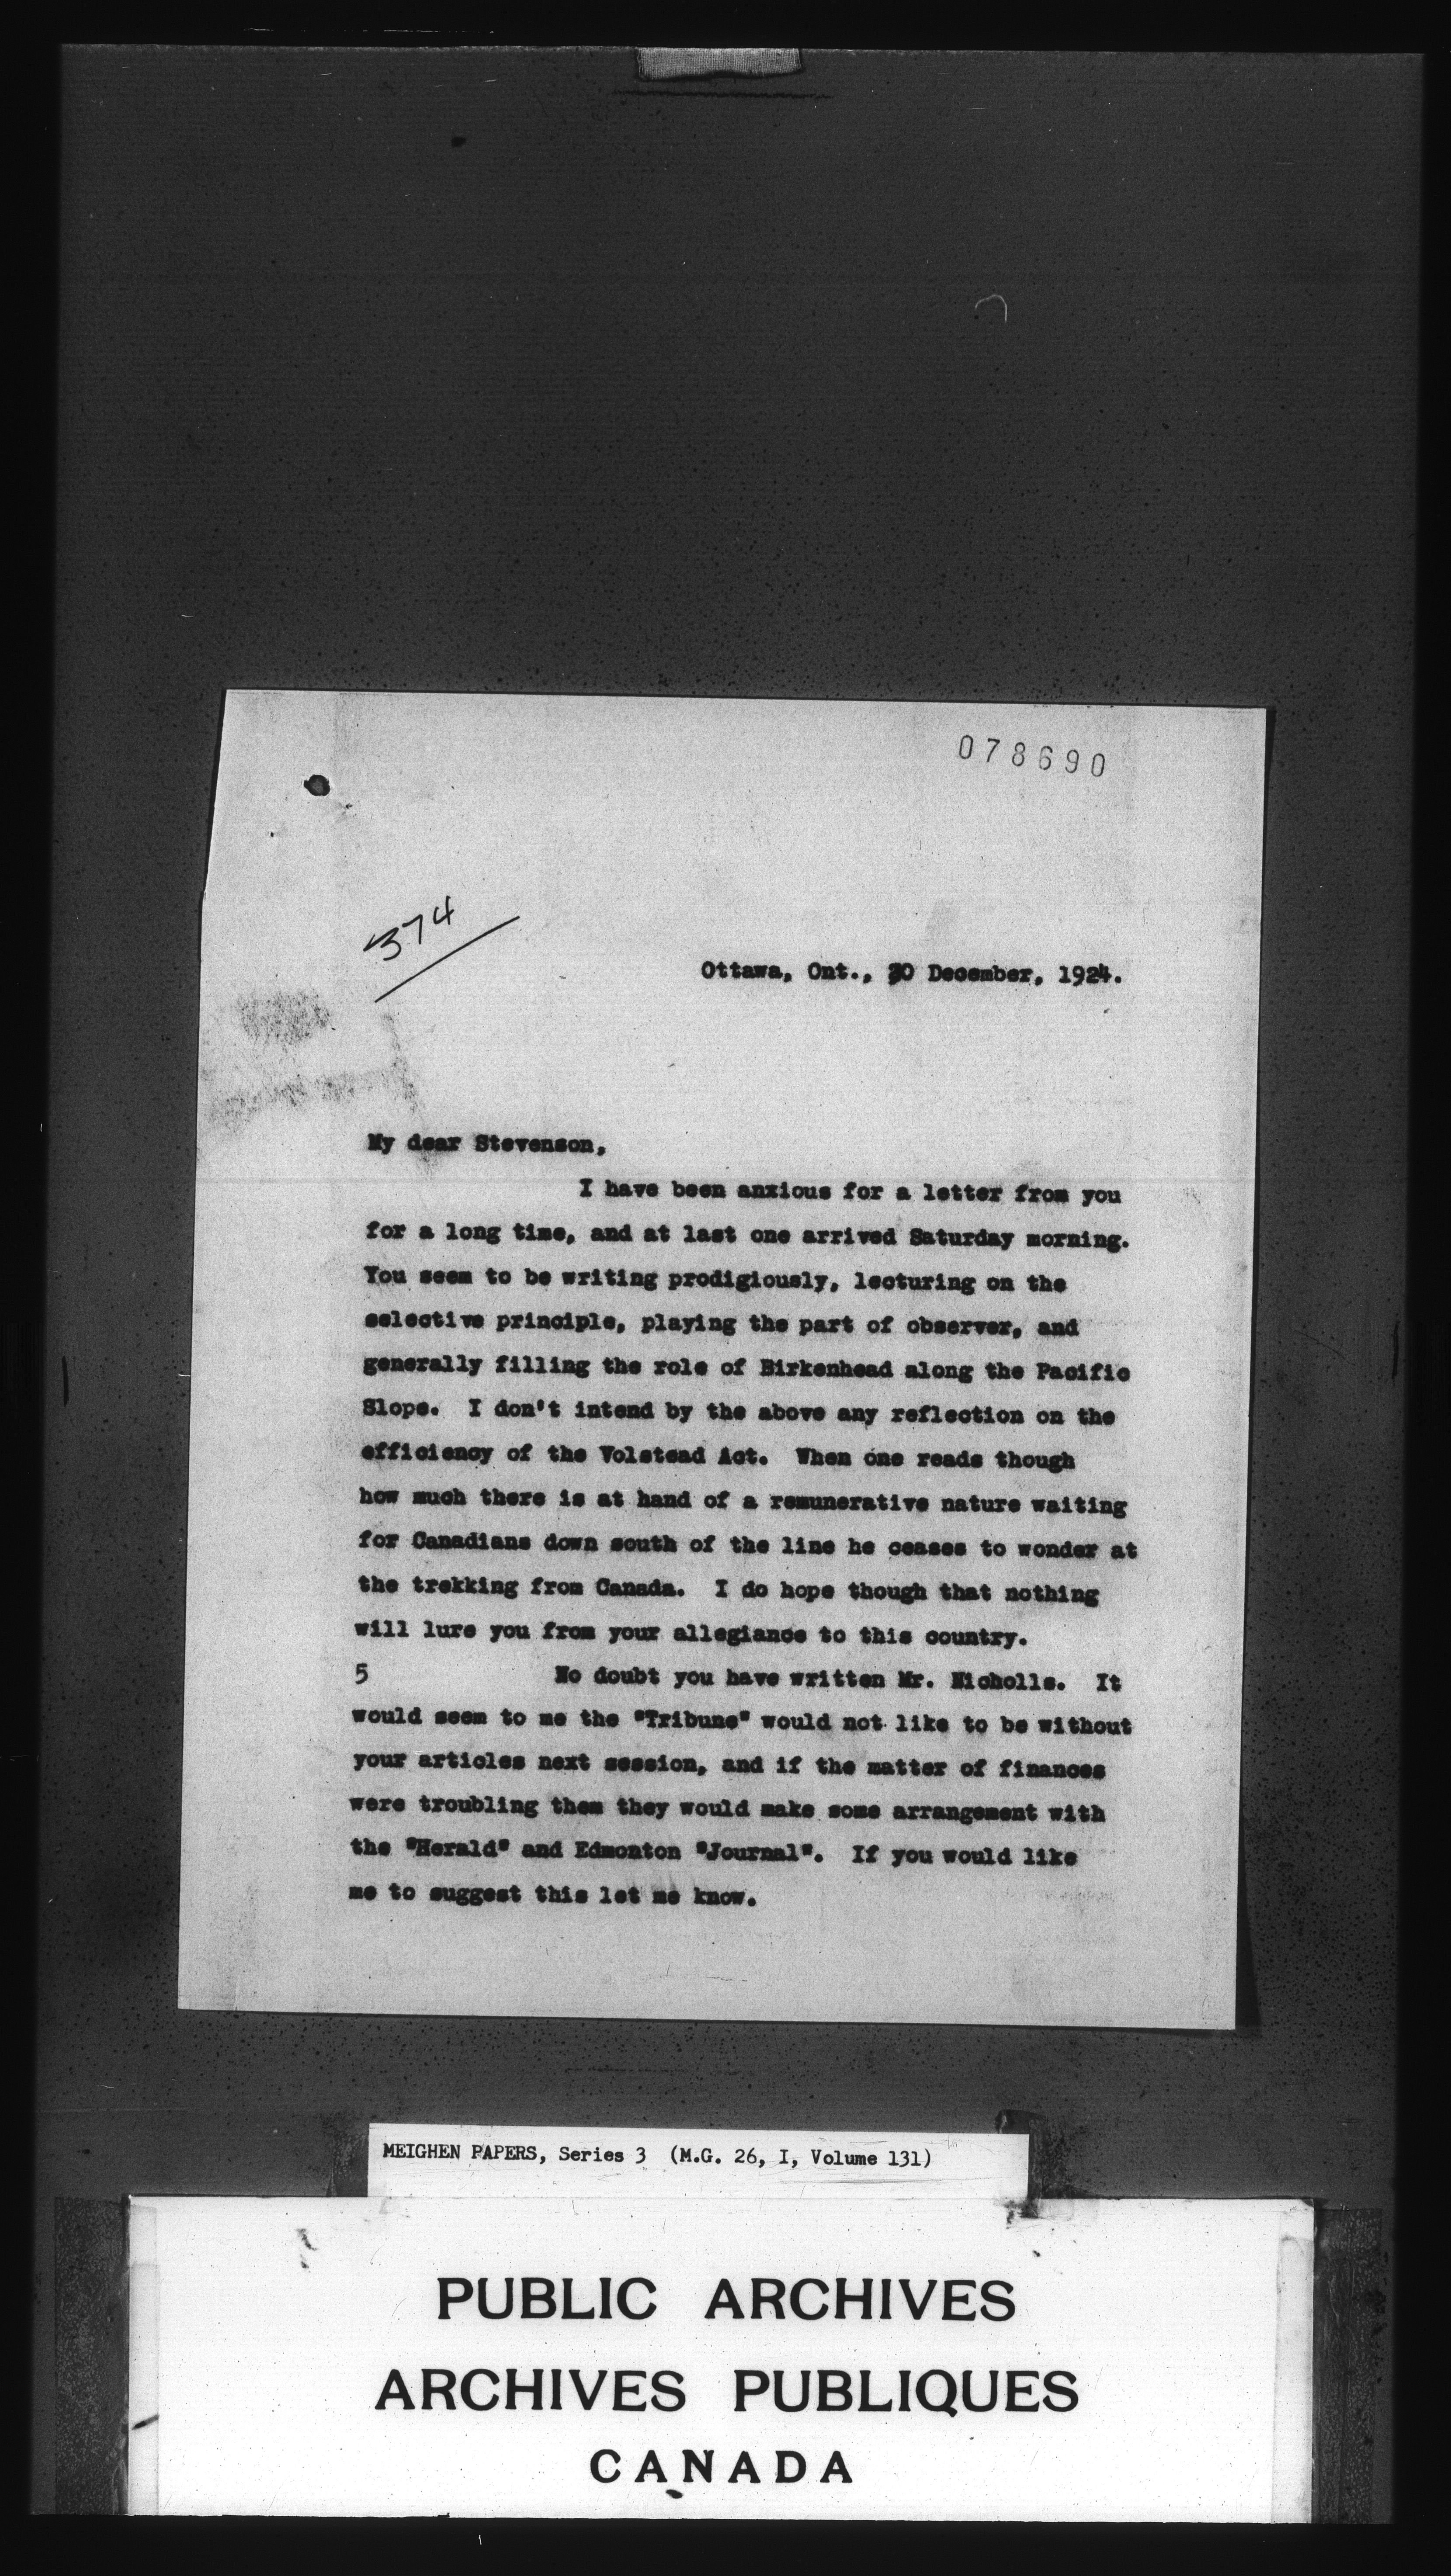 078690
374
Ottawa, Ont., 30 December, 1924.
My dear Stevenson,
I have been anxious for a letter from you
for a long time, and at last one arrived Saturday morning.
You seem to be writing prodigiously, lecturing on the
selective principle, playing the part of observer, and
generally filling the role of Birkenhead along the Pacific
Slope. I don't intend by the above any reflection on the
efficiency of the Volstead Act. When one reads though
how much there is at hand of a remunerative nature waiting
for Canadians down south of the line he ceases to wonder at
the trekking from Canada. I do hope though that nothing
will lure you from your allegiance to this country.
5 No doubt you have written Mr. Nicholls. It
would seem to me the "Tribune" would not like to be without
your articles next session, and if the matter of finances
were troubling them they would make some arrangement with
the "Herald" and Edmonton "Journal". If you would like
me to suggest this let me know.
MEIGHEN PAPERS, Series 3 (M.G. 26, I, Volume 131)
PUBLIC ARCHIVES
ARCHIVES PUBLIQUES
CANADA